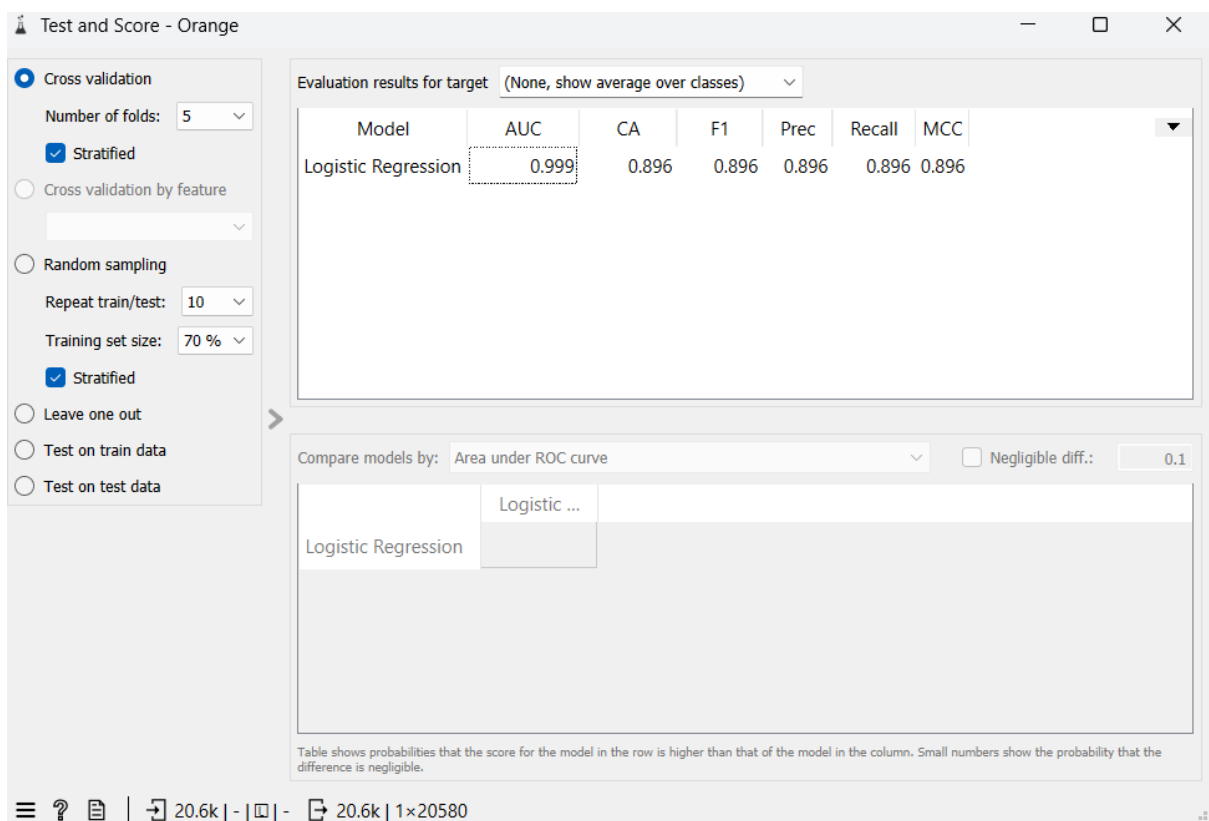 Test and Score - Orange
Cross validation
Number of folds: 5
Stratified
Cross validation by feature
Random sampling
Repeat train/test: 10
Training set size: 70 %
Stratified
Leave one out
Test on train data
Test on test data
Evaluation results for target (None, show average over classes)
Model AUC CA F1 Prec Recall MCC
Logistic Regression 0.999 0.896 0.896 0.896 0.896 0.896
Compare models by: Area under ROC curve Negligible diff.: 0.1
Logistic ...
Logistic Regression
Table shows probabilities that the score for the model in the row is higher than that of the model in the column. Small numbers show the probability that the
difference is negligible.
20.6k | - | - 20.6k | 1×20580